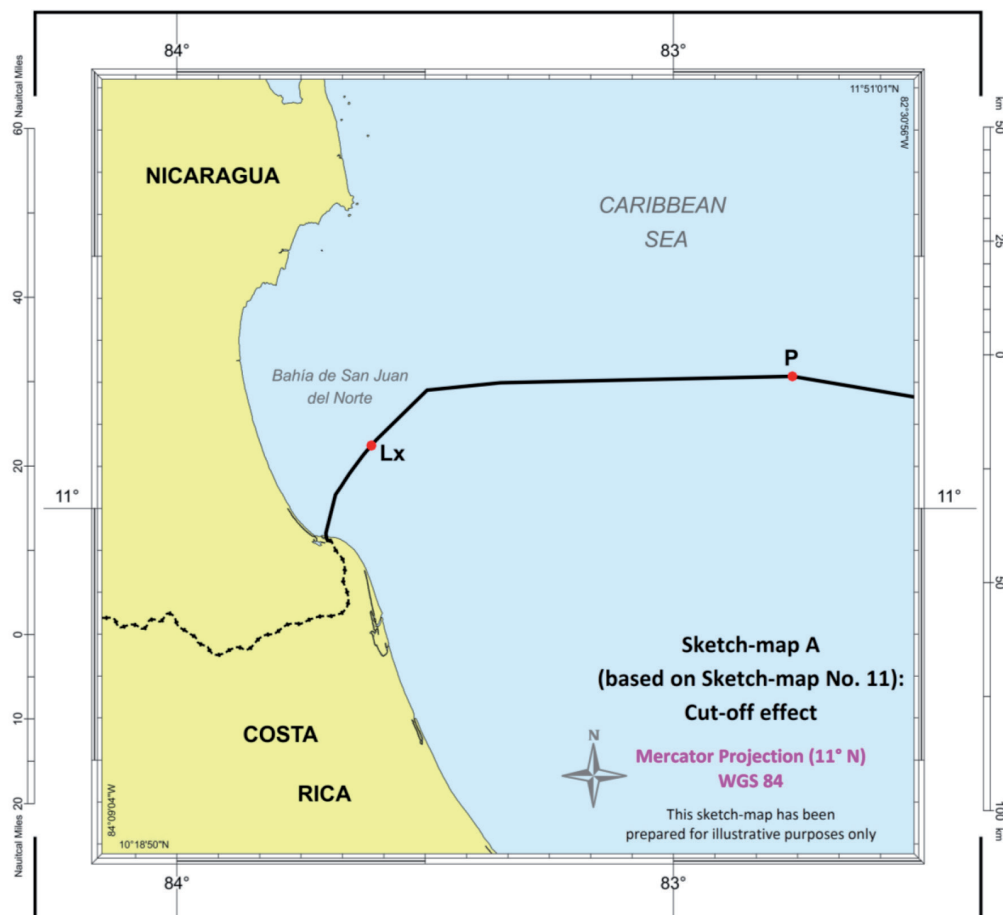 84°
83°
Nauitcal Miles
60
40
20
0
10
20
Nauitcal Miles
km
50
25
0
50
100
km
11°51'01"N
82°30'56"W
NICARAGUA
CARIBBEAN
SEA
P
Bahía de San Juan
del Norte
Lx
11°
11°
Sketch-map A
(based on Sketch-map No. 11):
Cut-off effect
COSTA
RICA
N
Mercator Projection (11° N)
WGS 84
This sketch-map has been
prepared for illustrative purposes only
84°09'04"W
10°18'50"N
84°
83°